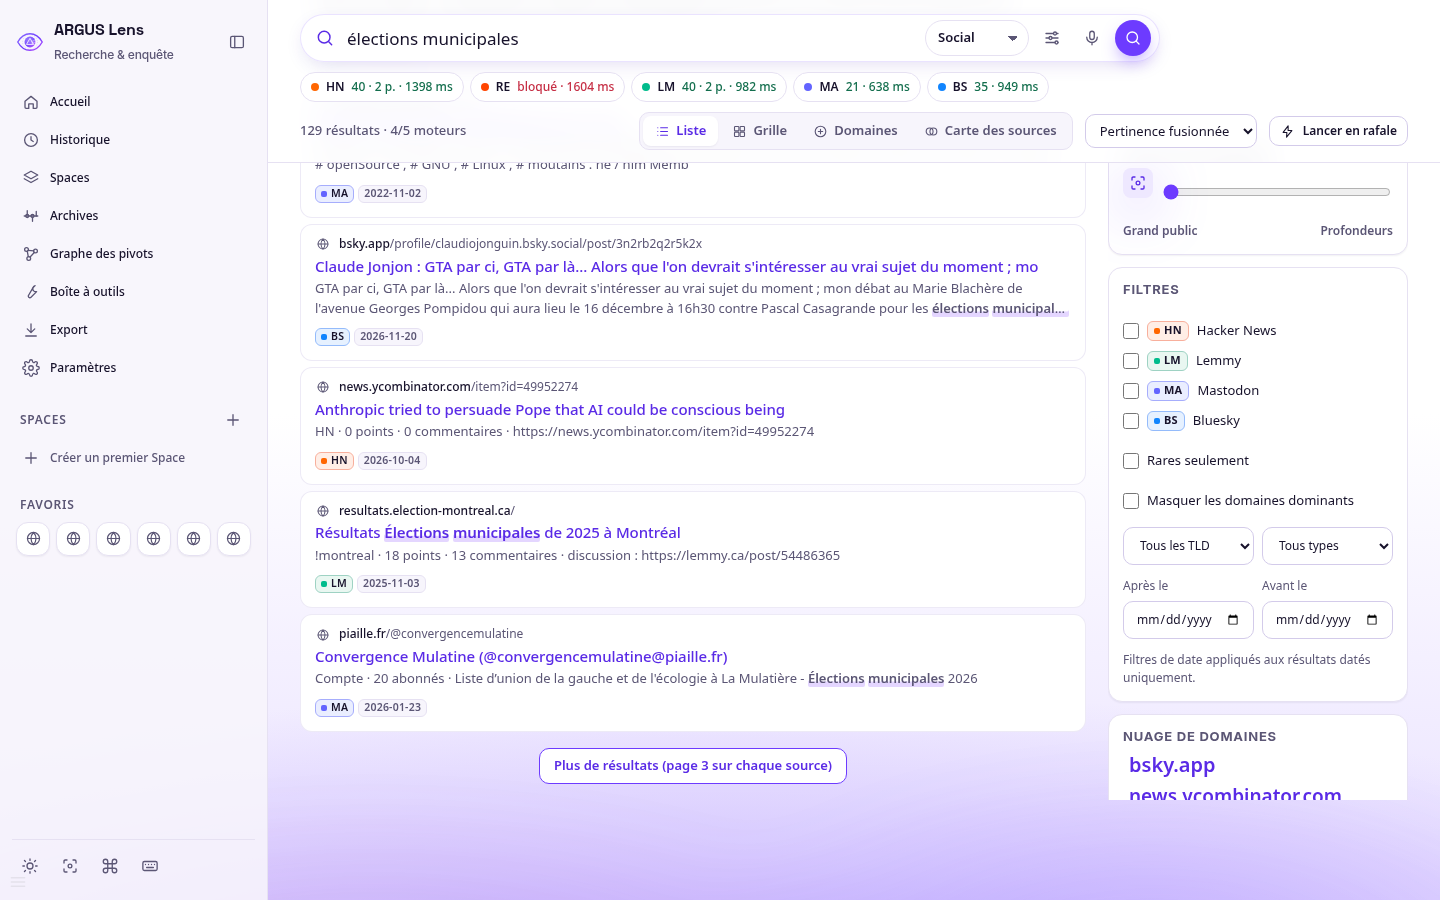 ARGUS Lens
Recherche & enquête
Accueil
Historique
Spaces
Archives
Graphe des pivots
Boîte à outils
Export
Paramètres
SPACES
Créer un premier Space
FAVORIS
élections municipales
Social
HN 40 · 2 p. · 1398 ms
RE bloqué · 1604 ms
LM 40 · 2 p. · 982 ms
MA 21 · 638 ms
BS 35 · 949 ms
129 résultats · 4/5 moteurs
Liste
Grille
Domaines
Carte des sources
Pertinence fusionnée
Lancer en rafale
# openSource , # GNU , # Linux , # moutains . he / him Memb
MA 2022-11-02
bsky.app/profile/claudiojonguin.bsky.social/post/3n2rb2q2r5k2x
Claude Jonjon : GTA par ci, GTA par là... Alors que l'on devrait s'intéresser au vrai sujet du moment ; mo
GTA par ci, GTA par là... Alors que l'on devrait s'intéresser au vrai sujet du moment ; mon débat au Marie Blachère de
l'avenue Georges Pompidou qui aura lieu le 16 décembre à 16h30 contre Pascal Casagrande pour les élections municipal...
BS 2026-11-20
news.ycombinator.com/item?id=49952274
Anthropic tried to persuade Pope that AI could be conscious being
HN · 0 points · 0 commentaires · https://news.ycombinator.com/item?id=49952274
HN 2026-10-04
resultats.election-montreal.ca/
Résultats Élections municipales de 2025 à Montréal
!montreal · 18 points · 13 commentaires · discussion : https://lemmy.ca/post/54486365
LM 2025-11-03
piaille.fr/@convergencemulatine
Convergence Mulatine (@convergencemulatine@piaille.fr)
Compte · 20 abonnés · Liste d’union de la gauche et de l'écologie à La Mulatière - Élections municipales 2026
MA 2026-01-23
Plus de résultats (page 3 sur chaque source)
Grand public
Profondeurs
FILTRES
HN Hacker News
LM Lemmy
MA Mastodon
BS Bluesky
Rares seulement
Masquer les domaines dominants
Tous les TLD
Tous types
Après le
Avant le
mm/dd/yyyy
mm/dd/yyyy
Filtres de date appliqués aux résultats datés
uniquement.
NUAGE DE DOMAINES
bsky.app
news.ycombinator.com